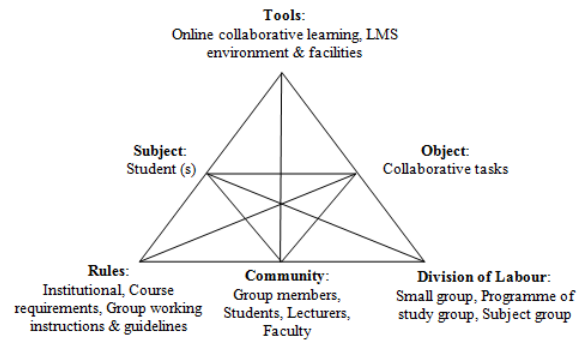 Tools:
Online collaborative learning, LMS
environment & facilities
Subject:
Student (s)
Object:
Collaborative tasks
Rules:
Institutional, Course
requirements, Group working
instructions & guidelines
Community:
Group members,
Students, Lecturers,
Faculty
Division of Labour:
Small group, Programme of
study group, Subject group